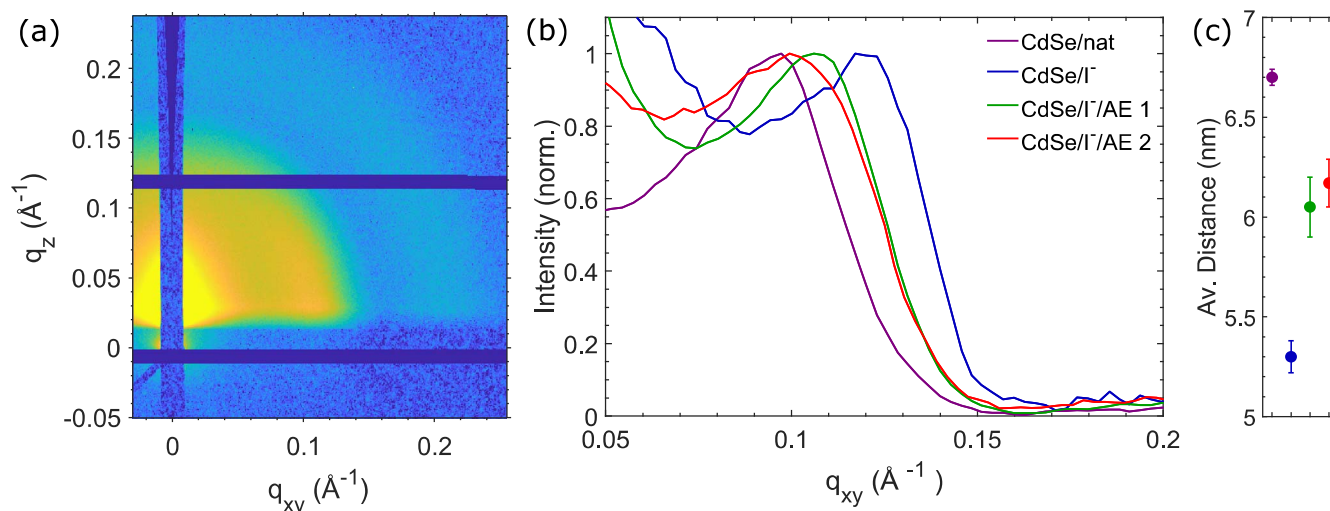 (a)
0.2
0.1
0.05
0
-0.05
q_z (Å⁻¹)
0
0.1
0.2
q_xy (Å⁻¹)
(b)
1
0.8
0.6
0.4
0.2
0
Intensity (norm.)
0.05
0.1
0.15
0.2
q_xy (Å⁻¹)
CdSe/nat
CdSe/I⁻
CdSe/I⁻/AE 1
CdSe/I⁻/AE 2
(c)
7
6.5
6
5.5
5
Av. Distance (nm)